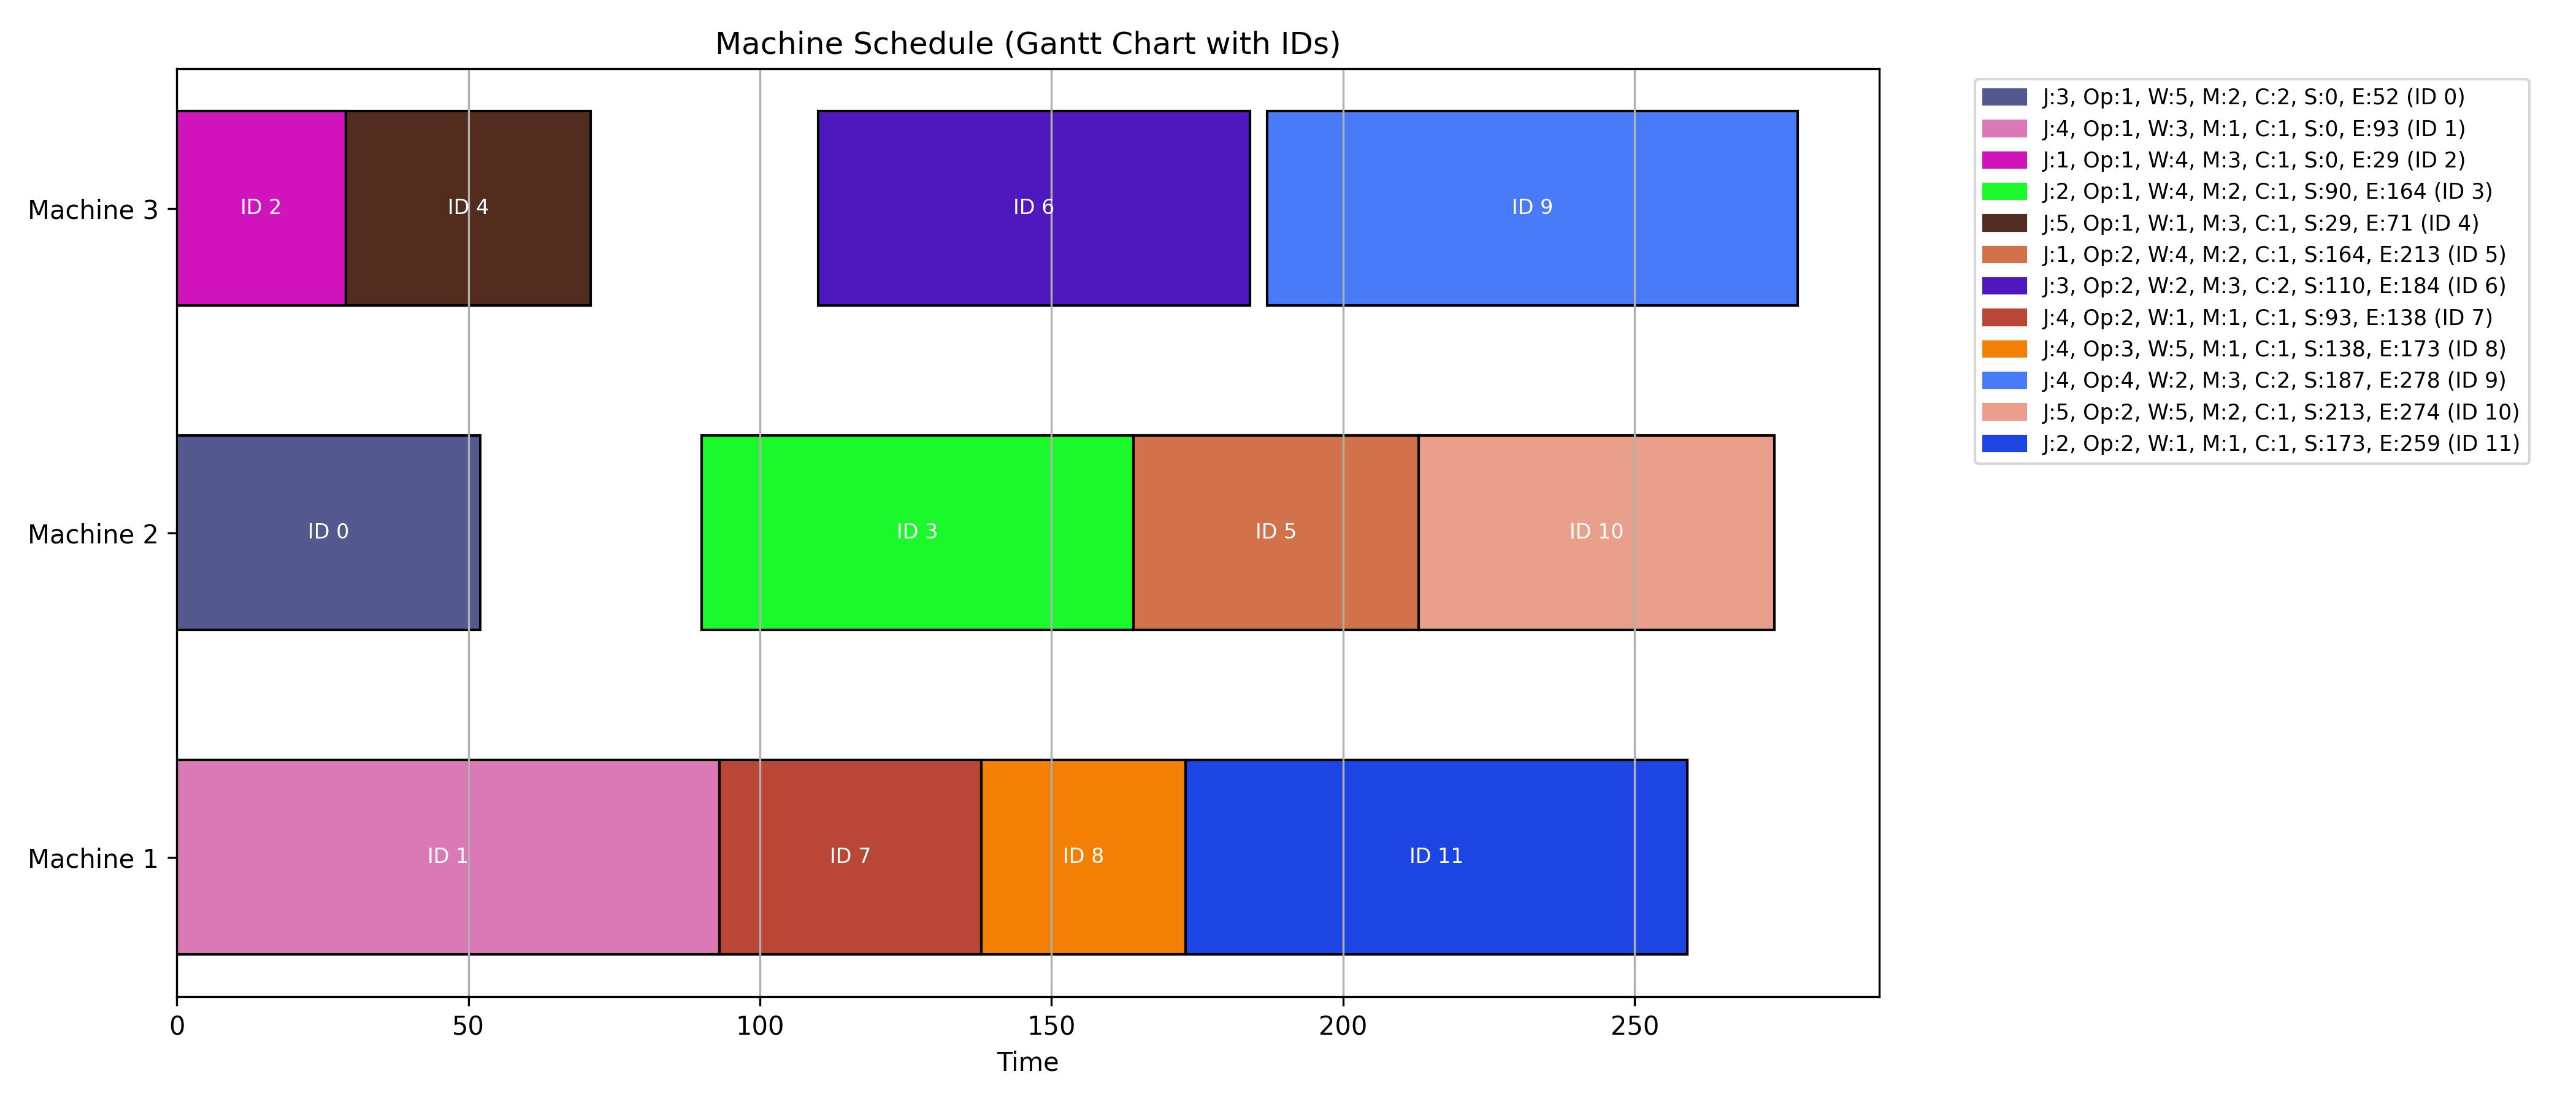 Machine Schedule (Gantt Chart with IDs)
Machine 3
ID 2
ID 4
ID 6
ID 9
Machine 2
ID 0
ID 3
ID 5
ID 10
Machine 1
ID 1
ID 7
ID 8
ID 11
0 50 100 150 200 250
Time
J:3, Op:1, W:5, M:2, C:2, S:0, E:52 (ID 0)
J:4, Op:1, W:3, M:1, C:1, S:0, E:93 (ID 1)
J:1, Op:1, W:4, M:3, C:1, S:0, E:29 (ID 2)
J:2, Op:1, W:4, M:2, C:1, S:90, E:164 (ID 3)
J:5, Op:1, W:1, M:3, C:1, S:29, E:71 (ID 4)
J:1, Op:2, W:4, M:2, C:1, S:164, E:213 (ID 5)
J:3, Op:2, W:2, M:3, C:2, S:110, E:184 (ID 6)
J:4, Op:2, W:1, M:1, C:1, S:93, E:138 (ID 7)
J:4, Op:3, W:5, M:1, C:1, S:138, E:173 (ID 8)
J:4, Op:4, W:2, M:3, C:2, S:187, E:278 (ID 9)
J:5, Op:2, W:5, M:2, C:1, S:213, E:274 (ID 10)
J:2, Op:2, W:1, M:1, C:1, S:173, E:259 (ID 11)